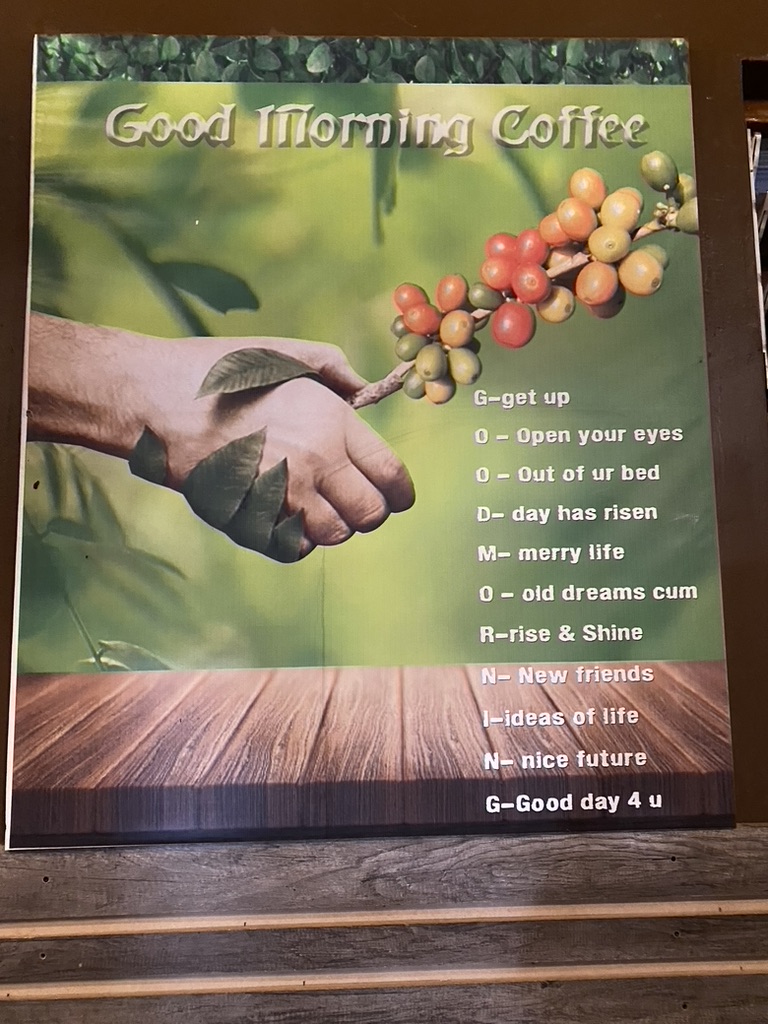 Good Morning Coffee
G-get up
O - Open your eyes
O - Out of ur bed
D- day has risen
M- merry life
O - old dreams cum
R-rise & Shine
N- New friends
I-ideas of life
N- nice future
G-Good day 4 u